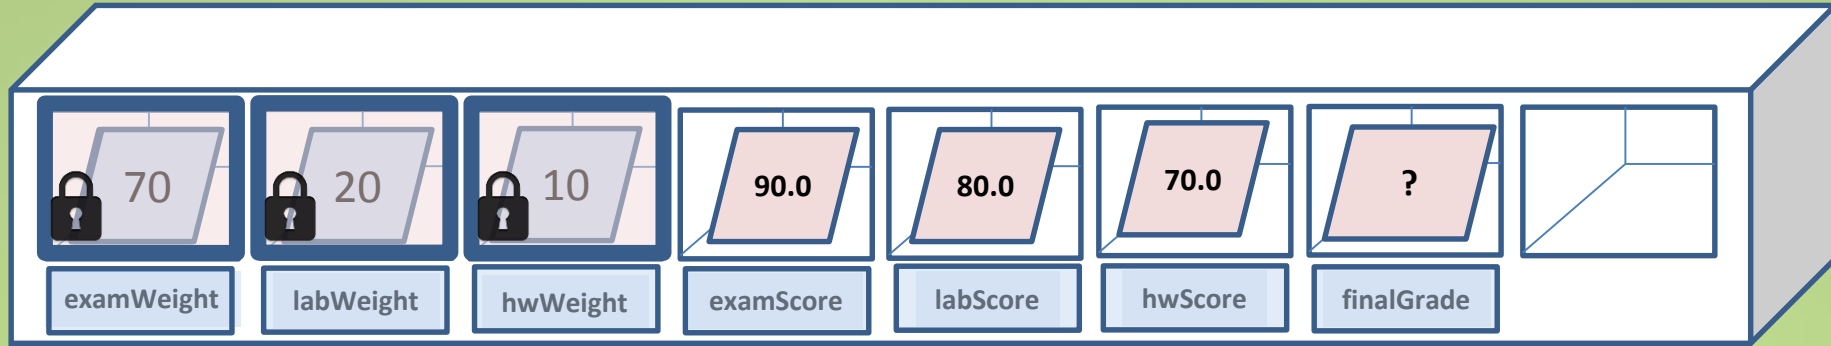 70 20 10 90.0 80.0 70.0 ?
examWeight labWeight hwWeight examScore labScore hwScore finalGrade